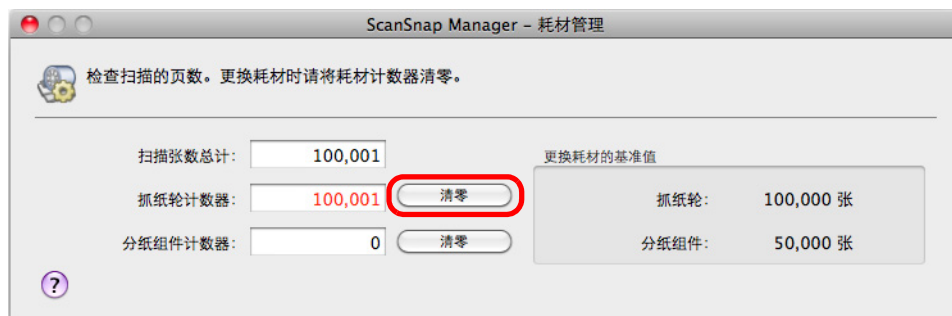 ScanSnap Manager – 耗材管理
检查扫描的页数。更换耗材时请将耗材计数器清零。
扫描张数总计: 100,001
更换耗材的基准值
抓纸轮计数器: 100,001 清零
抓纸轮: 100,000 张
分纸组件计数器: 0 清零
分纸组件: 50,000 张
?